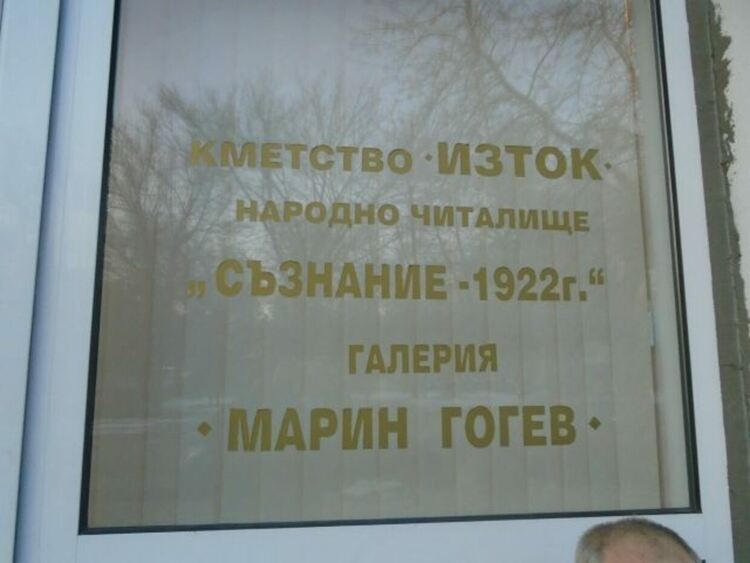 КМЕТСТВО ·ИЗТОК·
НАРОДНО ЧИТАЛИЩЕ
„СЪЗНАНИЕ -1922г.“
ГАЛЕРИЯ
·МАРИН ГОГЕВ·